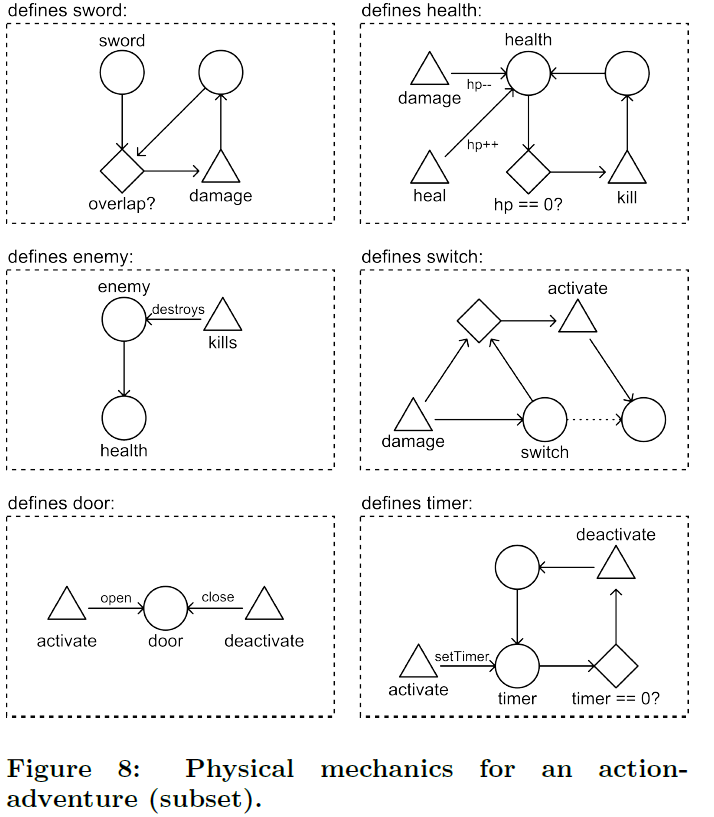 defines sword:
sword
overlap?
damage
defines health:
health
damage
hp--
hp++
heal
hp == 0?
kill
defines enemy:
enemy
destroys
kills
health
defines switch:
activate
damage
switch
defines door:
open
close
activate
door
deactivate
defines timer:
deactivate
setTimer
activate
timer
timer == 0?
Figure 8: Physical mechanics for an action-
adventure (subset).